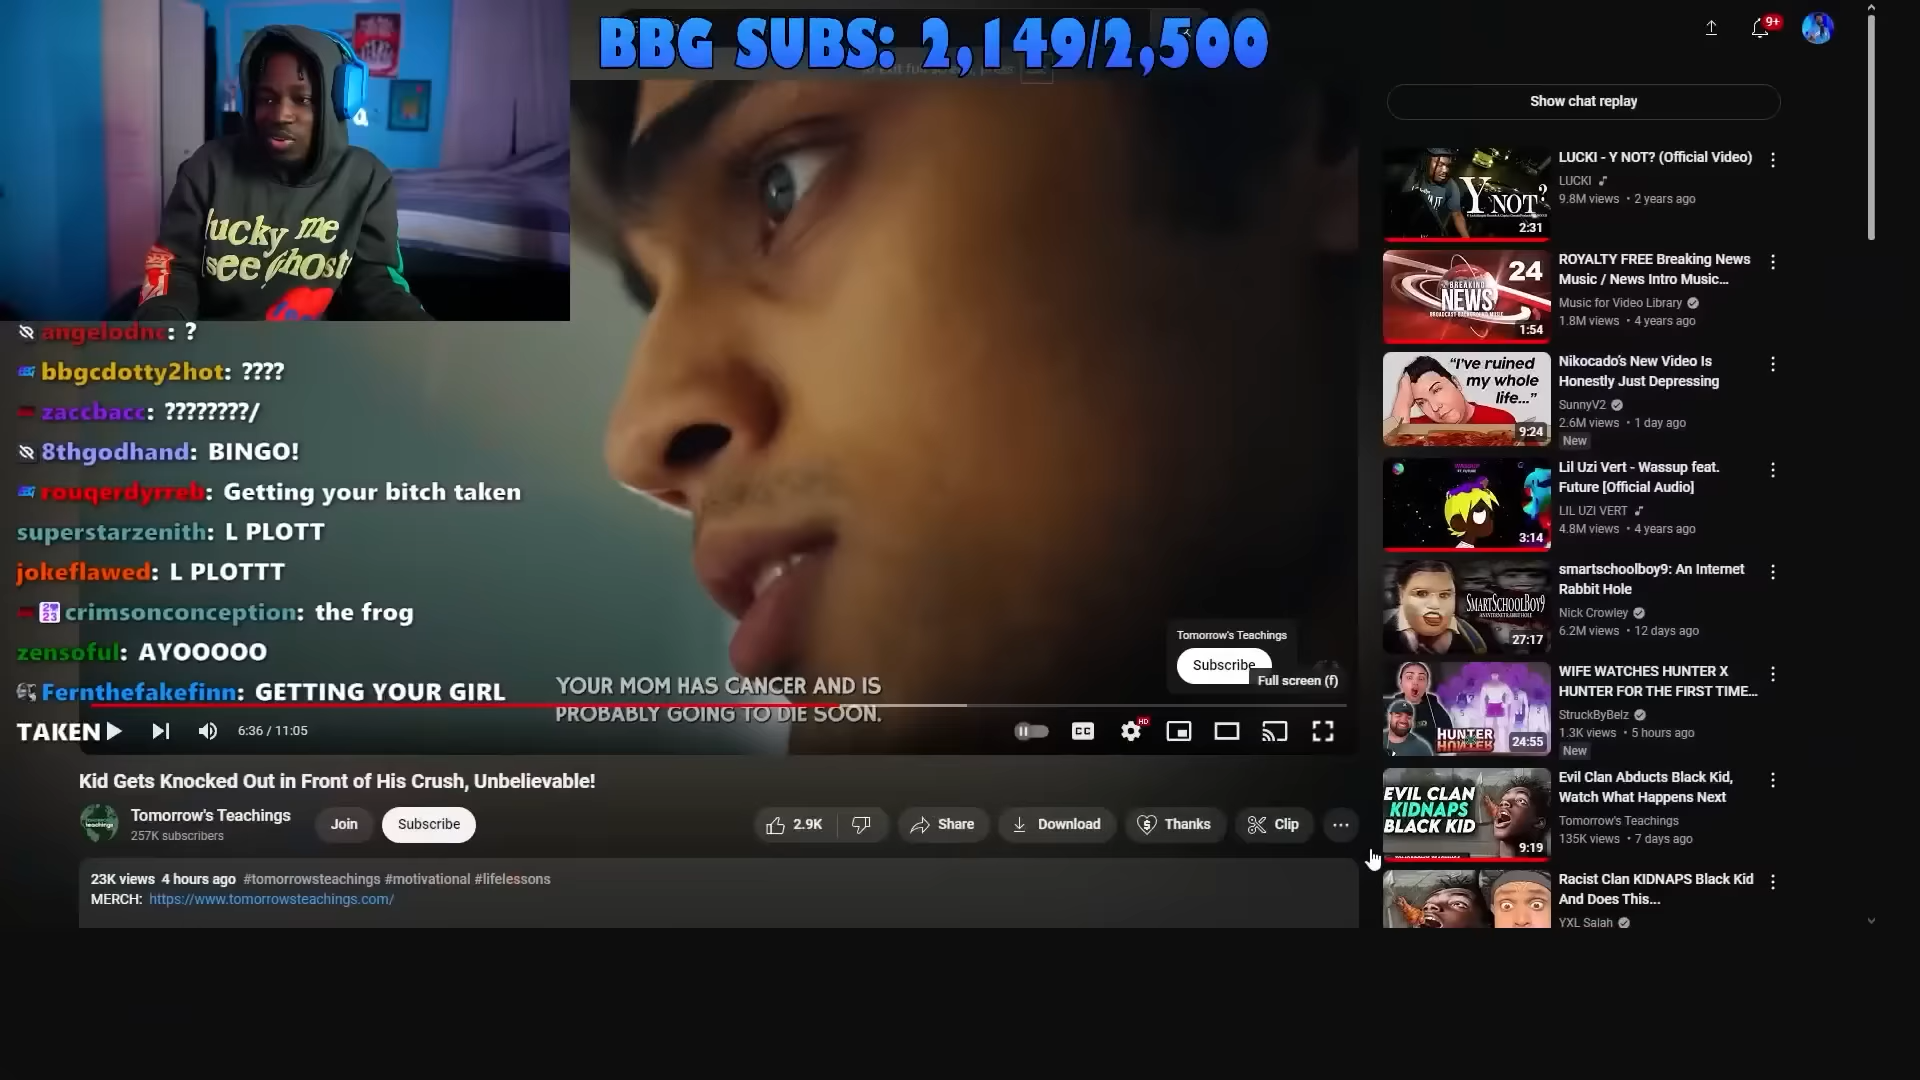 BBG SUBS: 2,149/2,500
9+
lucky me
I see Ghosts
angelodnc: ?
bbgcdotty2hot: ????
zaccbacc: ????????/
8thgodhand: BINGO!
rouqerdyrreb: Getting your bitch taken
superstarzenith: L PLOTT
jokeflawed: L PLOTTT
crimsonconception: the frog
zensoful: AYOOOOO
Fernthefakefinn: GETTING YOUR GIRL
TAKEN
YOUR MOM HAS CANCER AND IS
PROBABLY GOING TO DIE SOON.
Tomorrow's Teachings
Subscribe
Full screen (f)
6:36 / 11:05
CC
HD
Kid Gets Knocked Out in Front of His Crush, Unbelievable!
Tomorrow's Teachings
257K subscribers
Join
Subscribe
2.9K
Share
Download
Thanks
Clip
23K views 4 hours ago #tomorrowsteachings #motivational #lifelessons
MERCH: https://www.tomorrowsteachings.com/
Show chat replay
Y NOT?
2:31
LUCKI - Y NOT? (Official Video)
LUCKI
9.8M views • 2 years ago
24
BREAKING
NEWS
1:54
ROYALTY FREE Breaking News
Music / News Intro Music...
Music for Video Library
1.8M views • 4 years ago
"I've ruined
my whole
life..."
9:24
Nikocado's New Video Is
Honestly Just Depressing
SunnyV2
2.6M views • 1 day ago
New
3:14
Lil Uzi Vert - Wassup feat.
Future [Official Audio]
LIL UZI VERT
4.8M views • 4 years ago
SMARTSCHOOLBOY9
27:17
smartschoolboy9: An Internet
Rabbit Hole
Nick Crowley
6.2M views • 12 days ago
HUNTER
HUNTER
24:55
WIFE WATCHES HUNTER X
HUNTER FOR THE FIRST TIME...
StruckByBelz
1.3K views • 5 hours ago
New
EVIL CLAN
KIDNAPS
BLACK KID
9:19
Evil Clan Abducts Black Kid,
Watch What Happens Next
Tomorrow's Teachings
135K views • 7 days ago
Racist Clan KIDNAPS Black Kid
And Does This...
YXL Salah